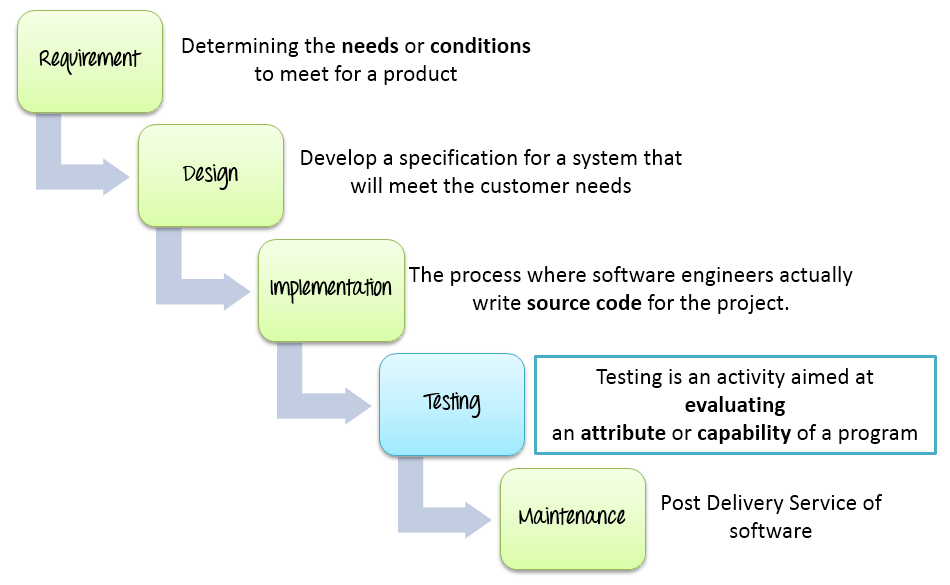 Requirement
Determining the needs or conditions
to meet for a product
Design
Develop a specification for a system that
will meet the customer needs
Implementation
The process where software engineers actually
write source code for the project.
Testing
Testing is an activity aimed at
evaluating
an attribute or capability of a program
Maintenance
Post Delivery Service of
software